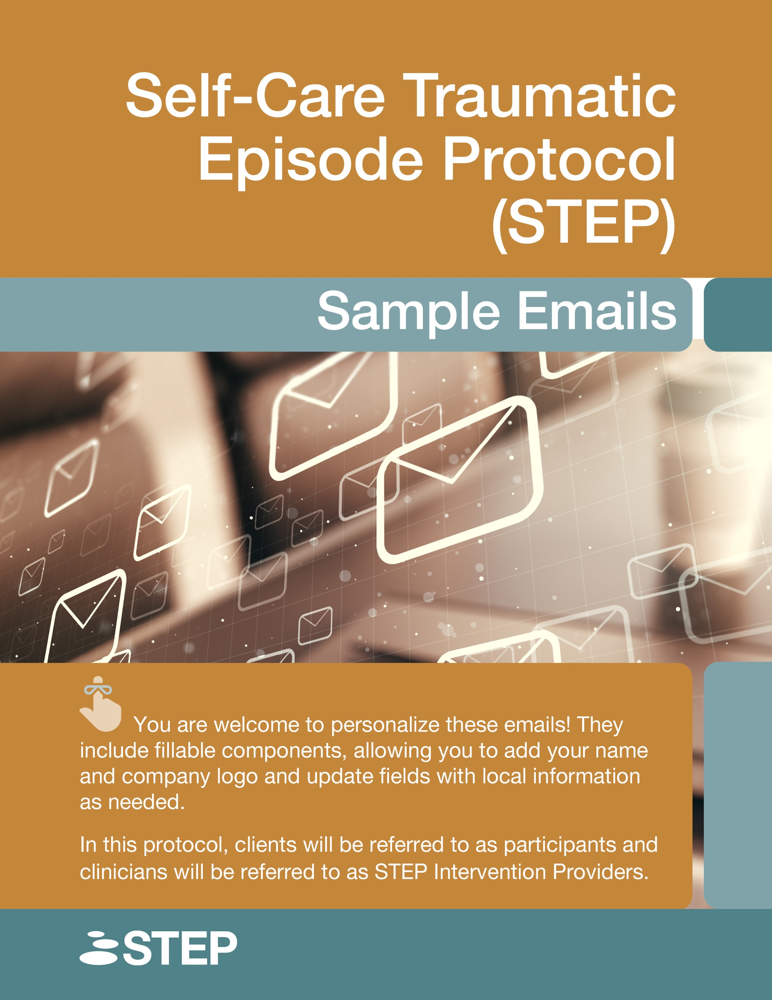 Self-Care Traumatic
Episode Protocol
(STEP)
Sample Emails
You are welcome to personalize these emails! They
include fillable components, allowing you to add your name
and company logo and update fields with local information
as needed.
In this protocol, clients will be referred to as participants and
clinicians will be referred to as STEP Intervention Providers.
STEP